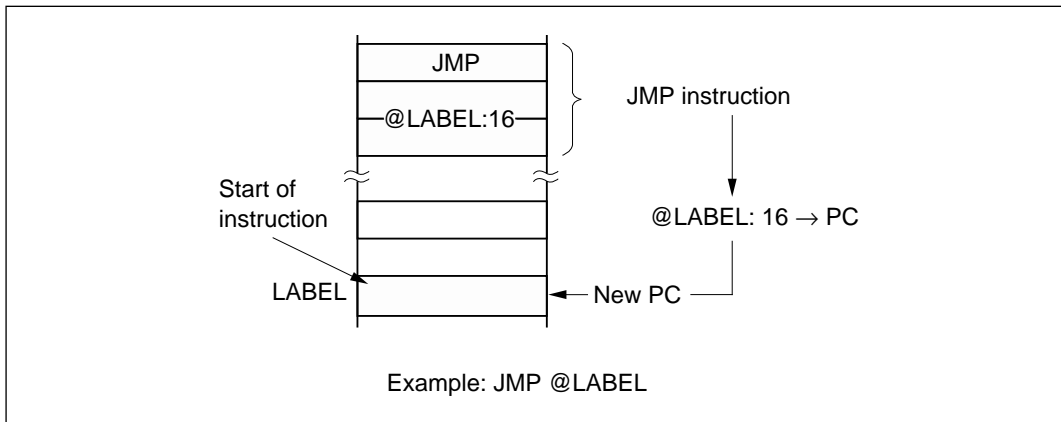 JMP
JMP instruction
@LABEL:16
Start of
instruction
@LABEL: 16 → PC
LABEL
New PC
Example: JMP @LABEL